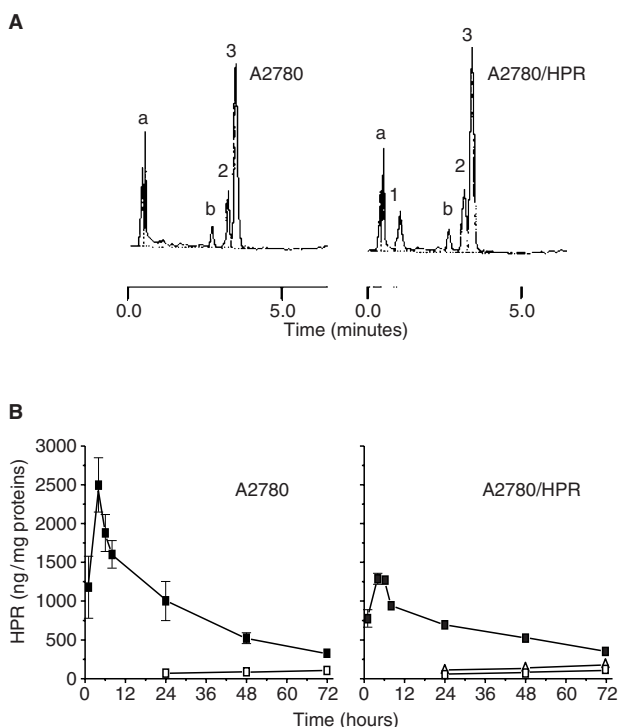 A
3
A2780
a
2
b
3
A2780/HPR
a
1
2
b
0.0 5.0 0.0 5.0
Time (minutes)
B
HPR (ng/mg proteins)
3000
2500
2000
1500
1000
500
0
A2780
A2780/HPR
0 12 24 36 48 60 72 0 12 24 36 48 60 72
Time (hours)